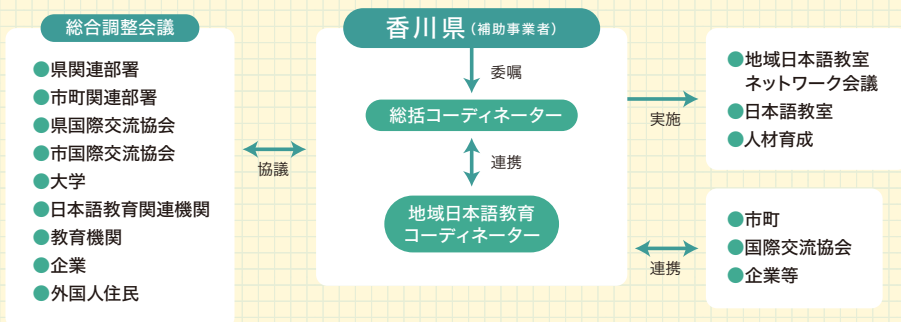 総合調整会議
●県関連部署
●市町関連部署
●県国際交流協会
●市国際交流協会
●大学
●日本語教育関連機関
●教育機関
●企業
●外国人住民
協議
香川県（補助事業者）
委嘱
総括コーディネーター
連携
地域日本語教育
コーディネーター
実施
●地域日本語教室
ネットワーク会議
●日本語教室
●人材育成
連携
●市町
●国際交流協会
●企業等